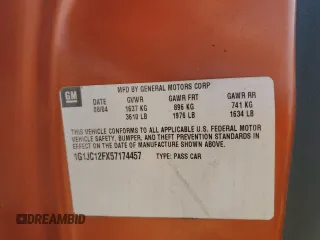 GM
MFD BY GENERAL MOTORS CORP
DATE GVWR GAWR FRT GAWR RR
08/04 1637 KG 896 KG 741 KG
3610 LB 1976 LB 1634 LB
THIS VEHICLE CONFORMS TO ALL APPLICABLE U.S. FEDERAL MOTOR
VEHICLE SAFETY, BUMPER, AND THEFT PREVENTION STANDARDS
IN EFFECT ON THE DATE OF MANUFACTURE SHOWN ABOVE.
1G1JC12FX57174457 TYPE: PASS CAR
DREAMBID